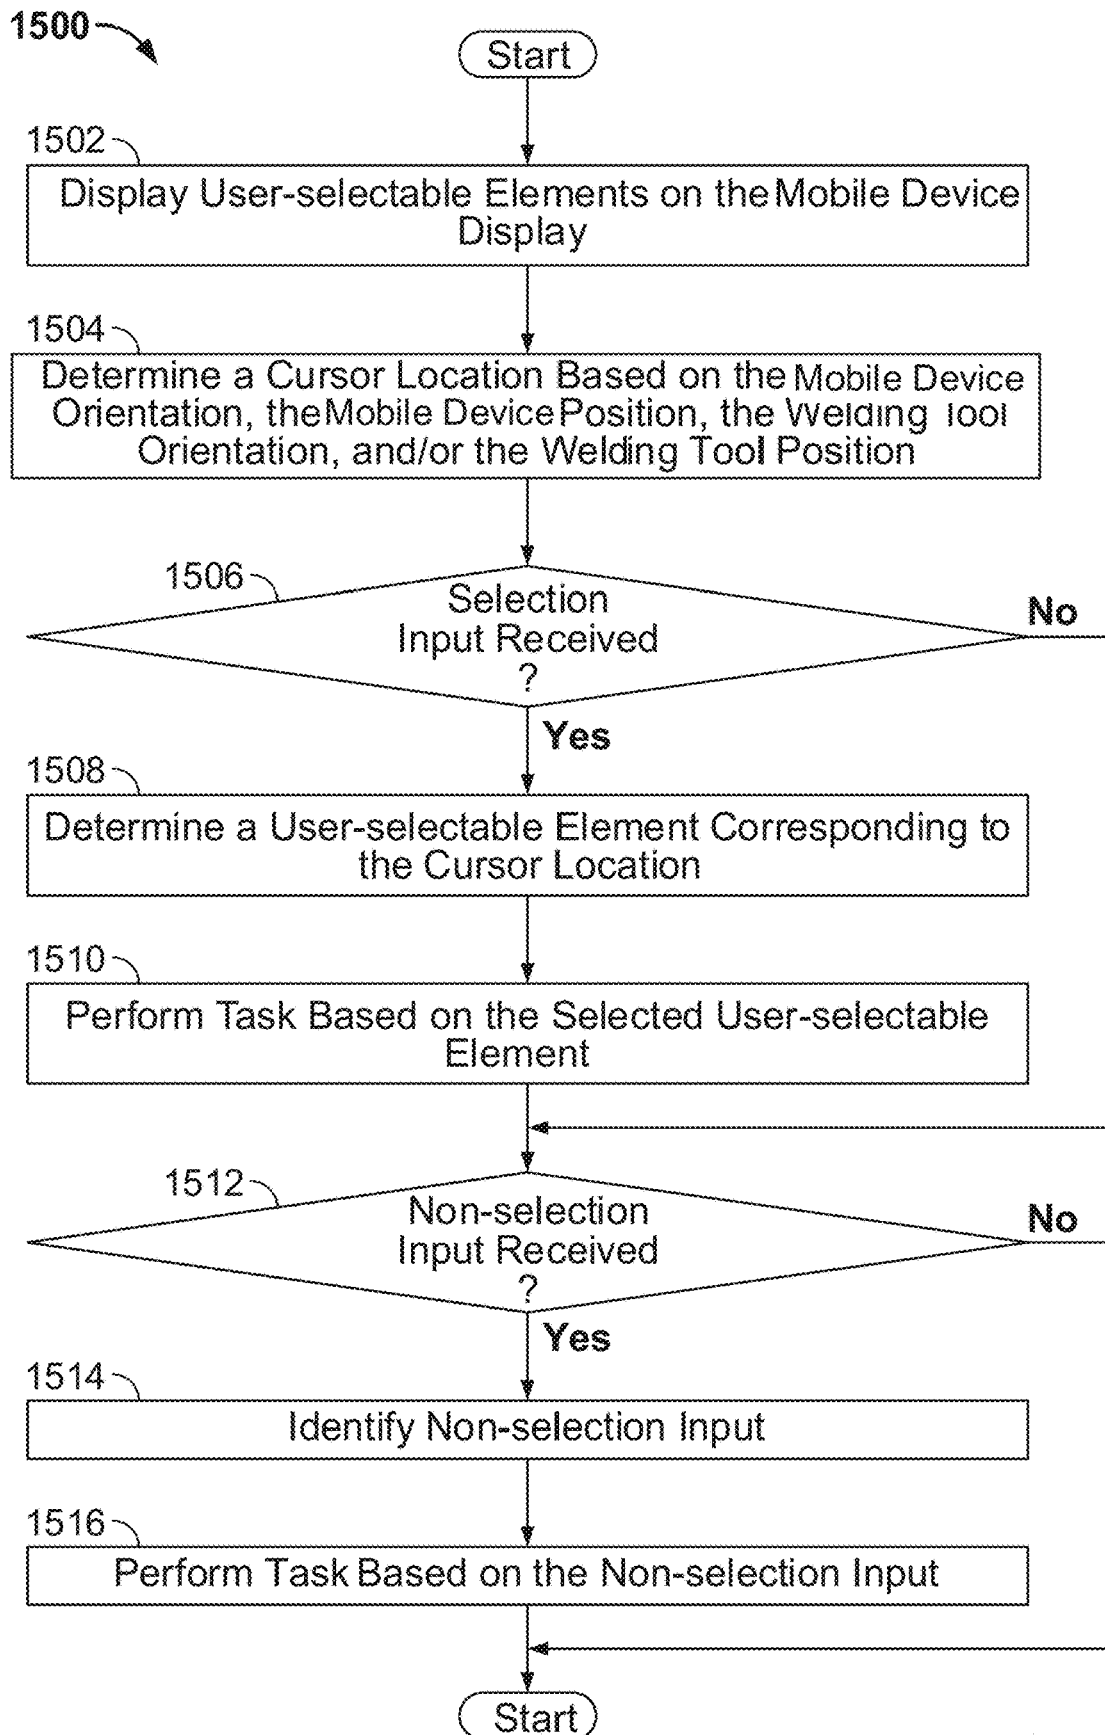 1500
Start
1502
Display User-selectable Elements on the Mobile Device
Display
1504
Determine a Cursor Location Based on the Mobile Device
Orientation, the Mobile Device Position, the Welding Tool
Orientation, and/or the Welding Tool Position
1506
Selection
Input Received
?
No
Yes
1508
Determine a User-selectable Element Corresponding to
the Cursor Location
1510
Perform Task Based on the Selected User-selectable
Element
1512
Non-selection
Input Received
?
No
Yes
1514
Identify Non-selection Input
1516
Perform Task Based on the Non-selection Input
Start